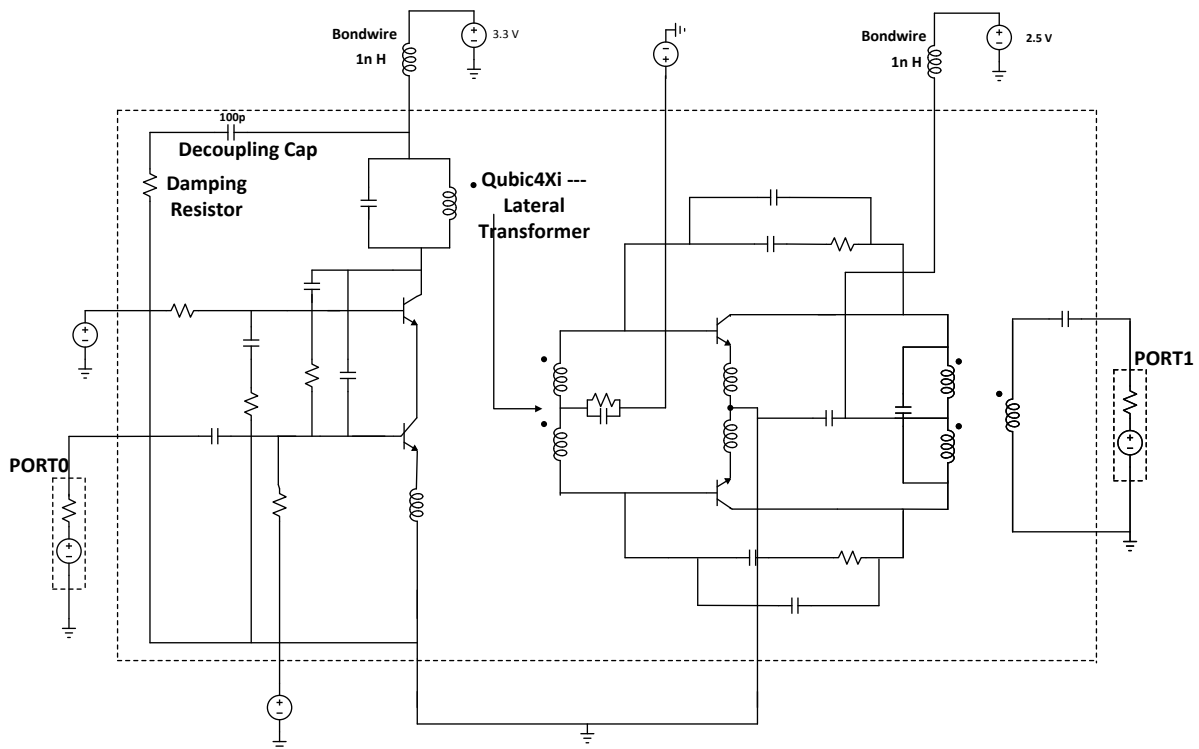 Bondwire
1n H
3.3 V
Bondwire
1n H
2.5 V
100p
Decoupling Cap
Damping
Resistor
Qubic4Xi ---
Lateral
Transformer
PORT1
PORT0